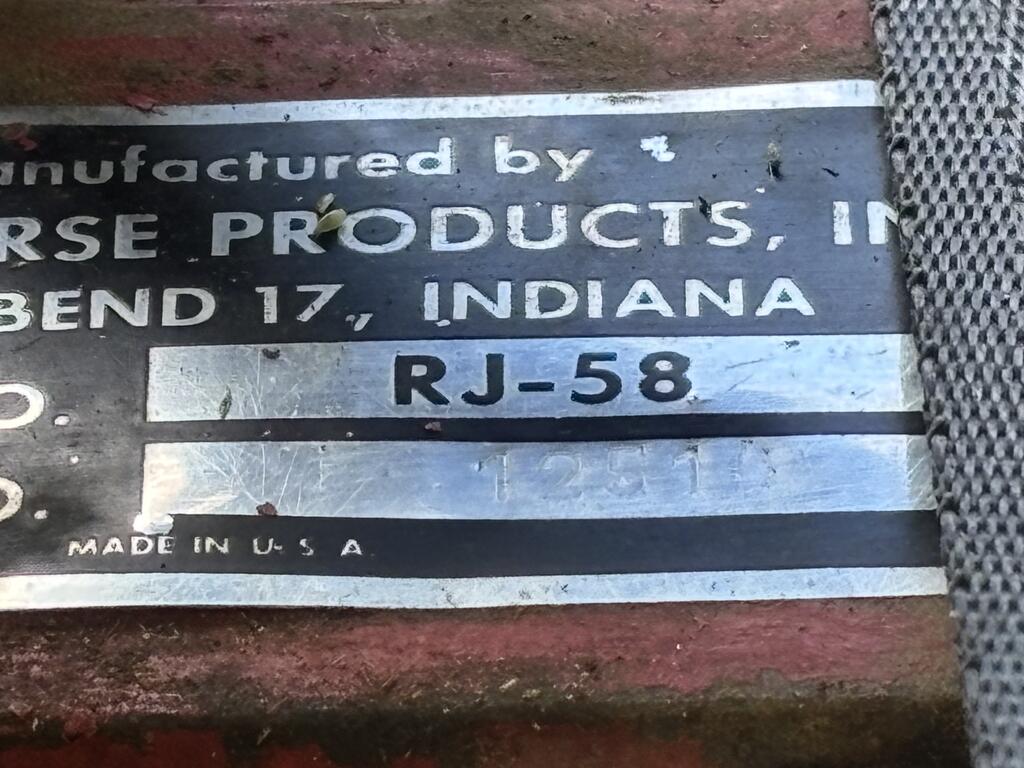 anufactured by
RSE PRODUCTS, IN
BEND 17, INDIANA
O. RJ-58
O. 1251
MADE IN U. S. A.